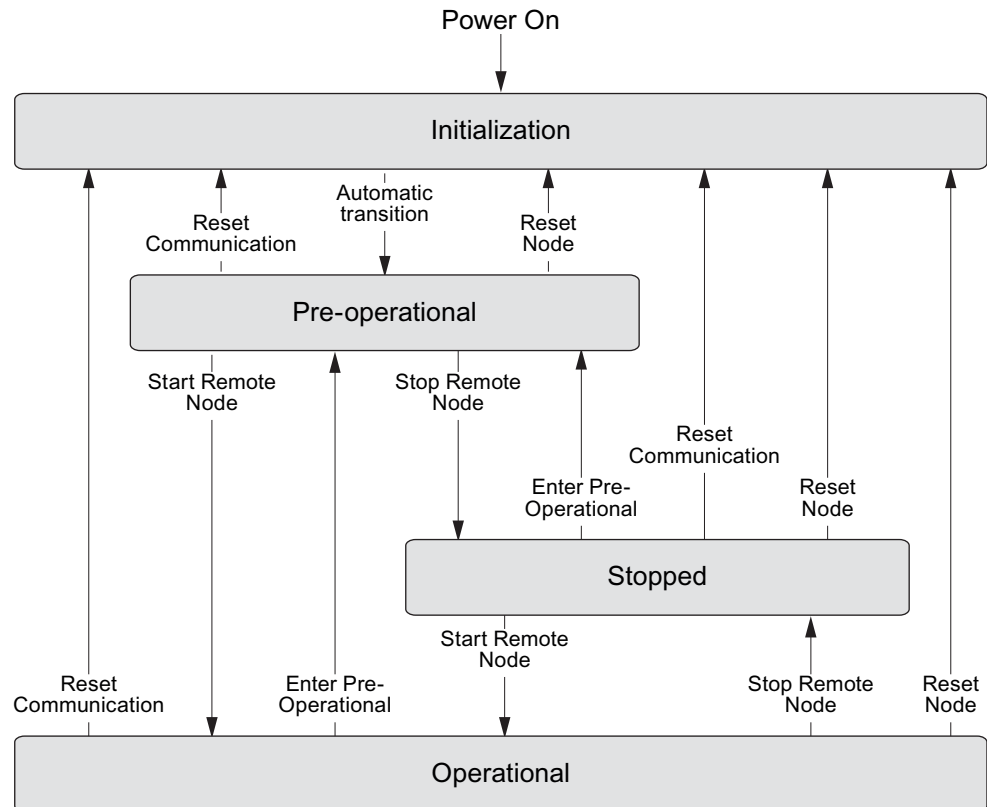 Power On
Initialization
Automatic
transition
Reset
Communication
Reset
Node
Pre-operational
Start Remote
Node
Stop Remote
Node
Reset
Communication
Enter Pre-
Operational
Reset
Node
Stopped
Start Remote
Node
Reset
Communication
Enter Pre-
Operational
Stop Remote
Node
Reset
Node
Operational